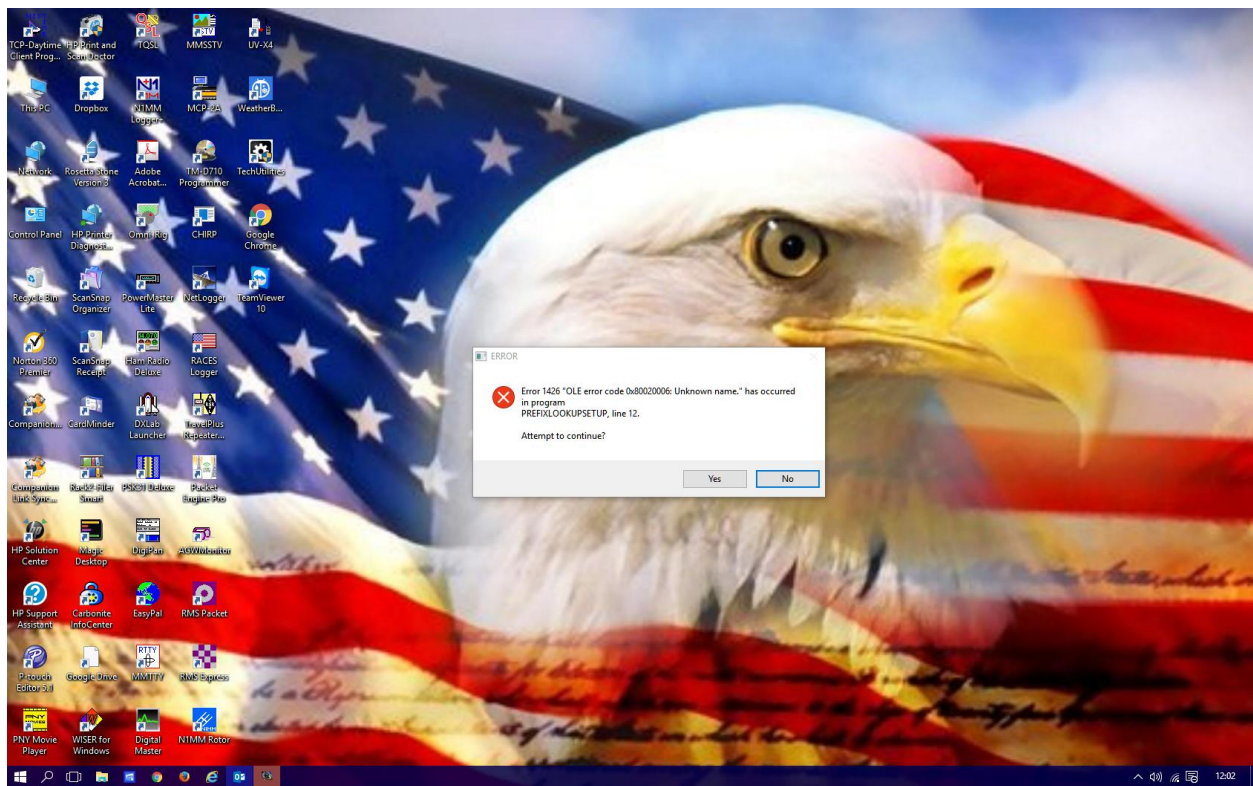 TCP-Daytime
Client Prog...
HP Print and
Scan Doctor
TQSL
MMSSTV
UV-X4
This PC
Dropbox
N1MM
Logger+
MCP-2A
WeatherB...
Network
Rosetta Stone
Version 3
Adobe
Acrobat...
TM-D710
Programmer
TechUtilities
Control Panel
HP Printer
Diagnost...
Omni-Rig
CHIRP
Google
Chrome
Recycle Bin
ScanSnap
Organizer
PowerMaster
Lite
NetLogger
TeamViewer
10
Norton 360
Premier
ScanSnap
Receipt
Ham Radio
Deluxe
RACES
Logger
Companion...
CardMinder
DXLab
Launcher
TravelPlus
Repeater...
Companion
Link Sync...
Rack2-Filer
Smart
PSK31 Deluxe
Packet
Engine Pro
HP Solution
Center
Magic
Desktop
DigiPan
AGWMonitor
HP Support
Assistant
Carbonite
InfoCenter
EasyPal
RMS Packet
P-touch
Editor 5.1
Google Drive
MMTTY
RMS Express
PNY Movie
Player
WISER for
Windows
Digital
Master
N1MM Rotor
ERROR
Error 1426 "OLE error code 0x80020006: Unknown name." has occurred
in program
PREFIXLOOKUPSETUP, line 12.
Attempt to continue?
Yes
No
12:02